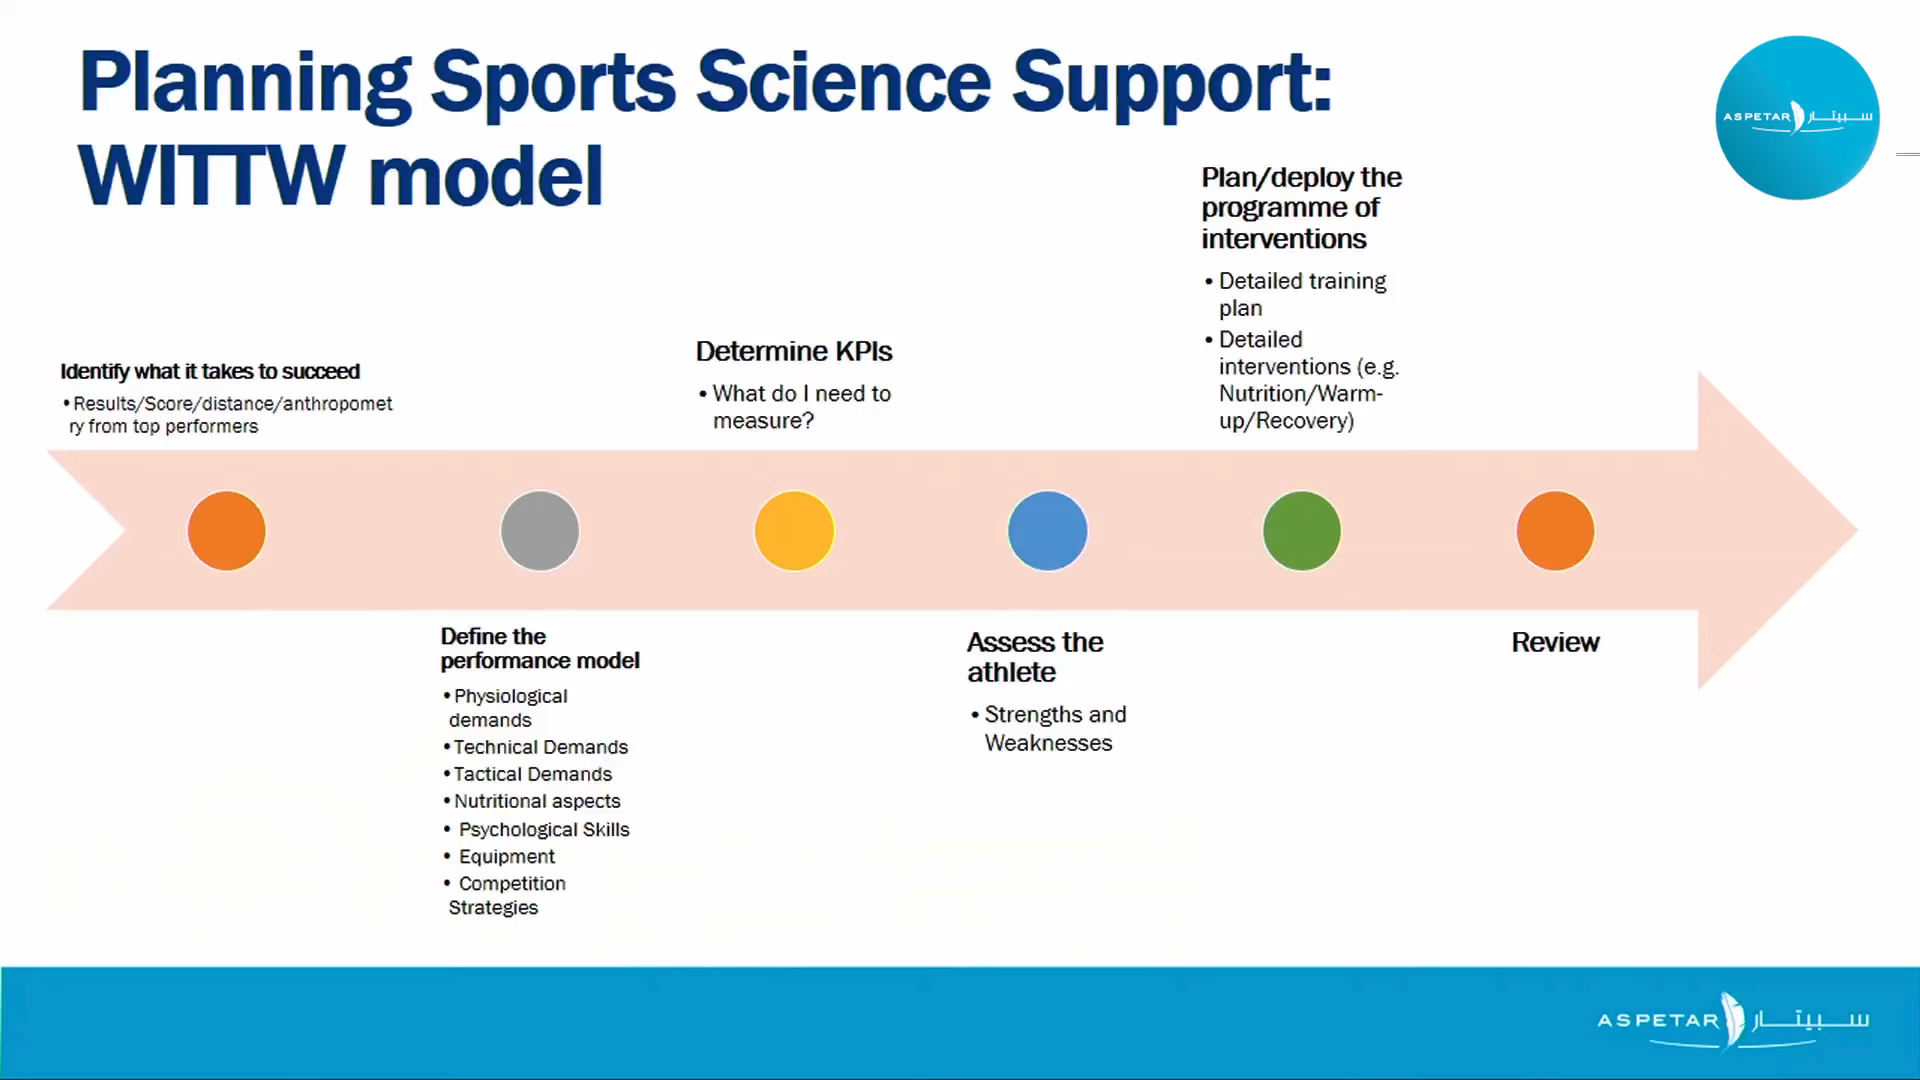 Planning Sports Science Support:
WITTW model
ASPETAR سبيتار
Identify what it takes to succeed
•Results/Score/distance/anthropomet
ry from top performers
Define the
performance model
•Physiological
demands
•Technical Demands
•Tactical Demands
•Nutritional aspects
• Psychological Skills
• Equipment
• Competition
Strategies
Determine KPIs
• What do I need to
measure?
Assess the
athlete
• Strengths and
Weaknesses
Plan/deploy the
programme of
interventions
• Detailed training
plan
• Detailed
interventions (e.g.
Nutrition/Warm-
up/Recovery)
Review
ASPETAR سبيتار